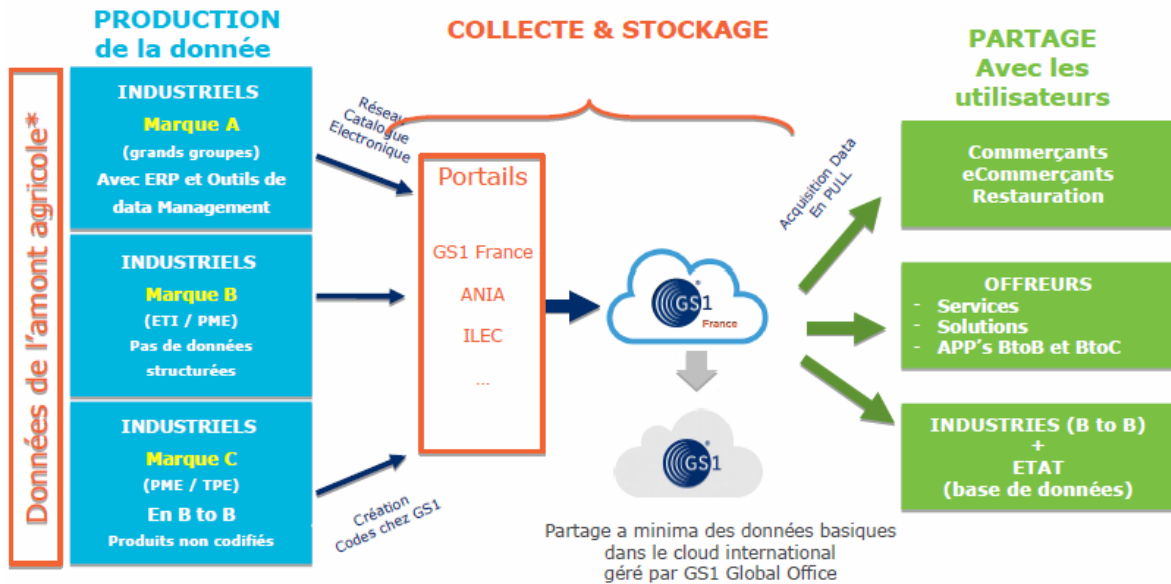 PRODUCTION
de la donnée
COLLECTE & STOCKAGE
PARTAGE
Avec les
utilisateurs
Données de l'amont agricole*
INDUSTRIELS
Marque A
(grands groupes)
Avec ERP et Outils de
data Management
INDUSTRIELS
Marque B
(ETI / PME)
Pas de données
structurées
INDUSTRIELS
Marque C
(PME / TPE)
En B to B
Produits non codifiés
Réseau
Catalogue
Electronique
Création
Codes chez GS1
Portails
GS1 France
ANIA
ILEC
...
GS1
France
GS1
Partage a minima des données basiques
dans le cloud international
géré par GS1 Global Office
Acquisition Data
En PULL
Commerçants
eCommerçants
Restauration
OFFREURS
- Services
- Solutions
- APP's BtoB et BtoC
INDUSTRIES (B to B)
+
ETAT
(base de données)